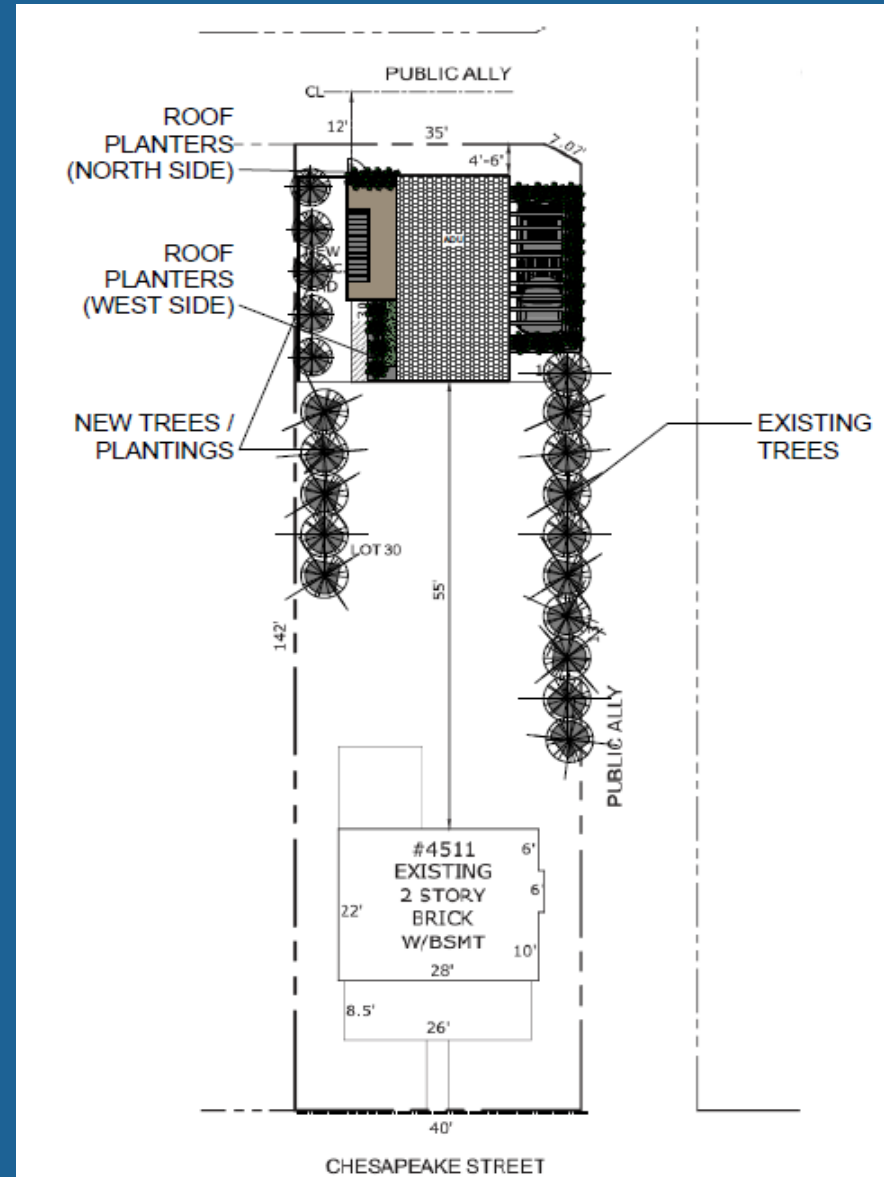 PUBLIC ALLY
CL
ROOF
PLANTERS
(NORTH SIDE)
12'
35'
4'-6"
7.07'
ADU
ROOF
PLANTERS
(WEST SIDE)
NEW TREES /
PLANTINGS
EXISTING
TREES
LOT 30
55'
142'
PUBLIC ALLY
#4511
EXISTING
2 STORY
BRICK
W/BSMT
6'
6'
22'
10'
28'
8.5'
26'
40'
CHESAPEAKE STREET